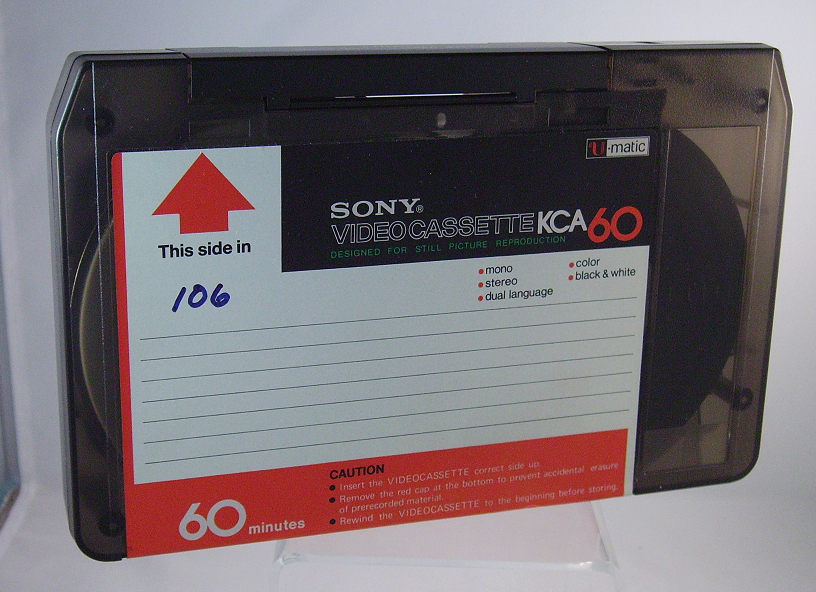 U-matic
SONY®
VIDEOCASSETTE KCA60
DESIGNED FOR STILL PICTURE REPRODUCTION
This side in
• mono
• stereo
• dual language
• color
• black & white
106
CAUTION
• Insert the VIDEOCASSETTE correct side up.
• Remove the red cap at the bottom to prevent accidental erasure
of prerecorded material.
• Rewind the VIDEOCASSETTE to the beginning before storing.
60 minutes